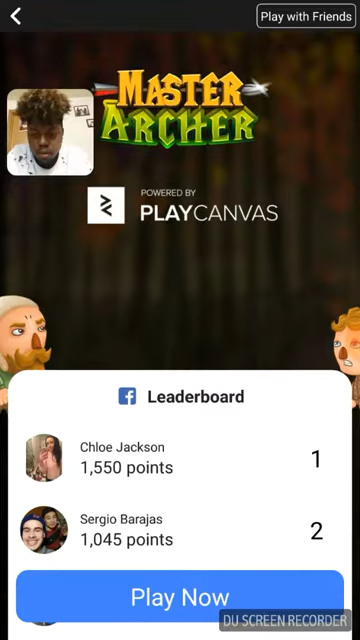 Play with Friends
MASTER
ARCHER
POWERED BY
PLAYCANVAS
Leaderboard
Chloe Jackson
1,550 points
1
Sergio Barajas
1,045 points
2
Play Now
DU SCREEN RECORDER